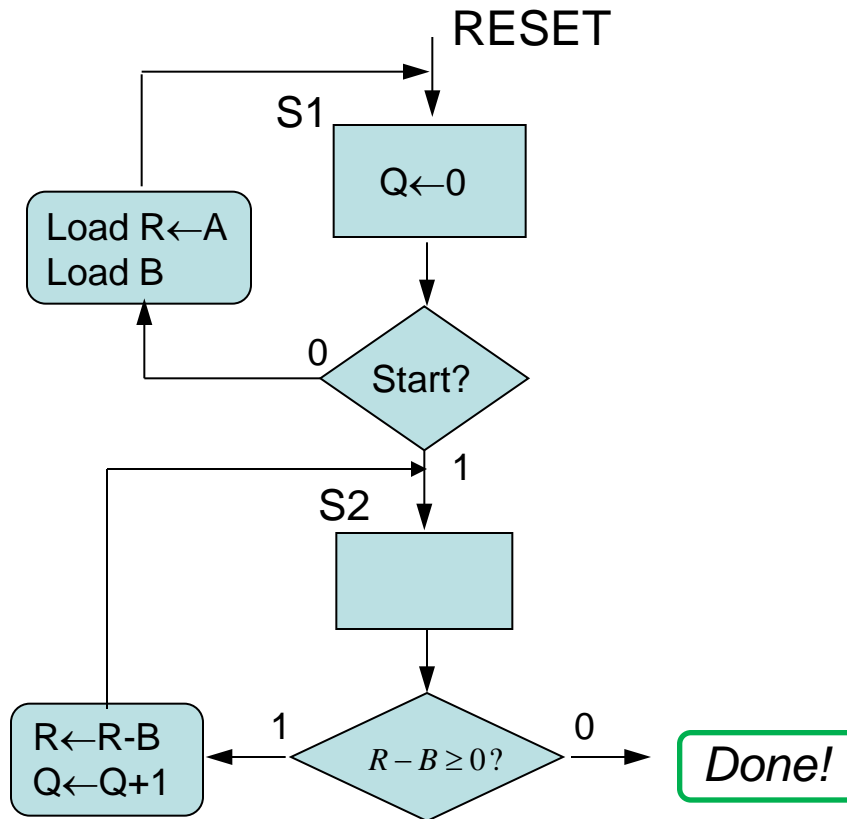 RESET
S1
Q←0
Load R←A
Load B
0
Start?
1
S2
R←R-B
Q←Q+1
1
R − B ≥ 0?
0
Done!